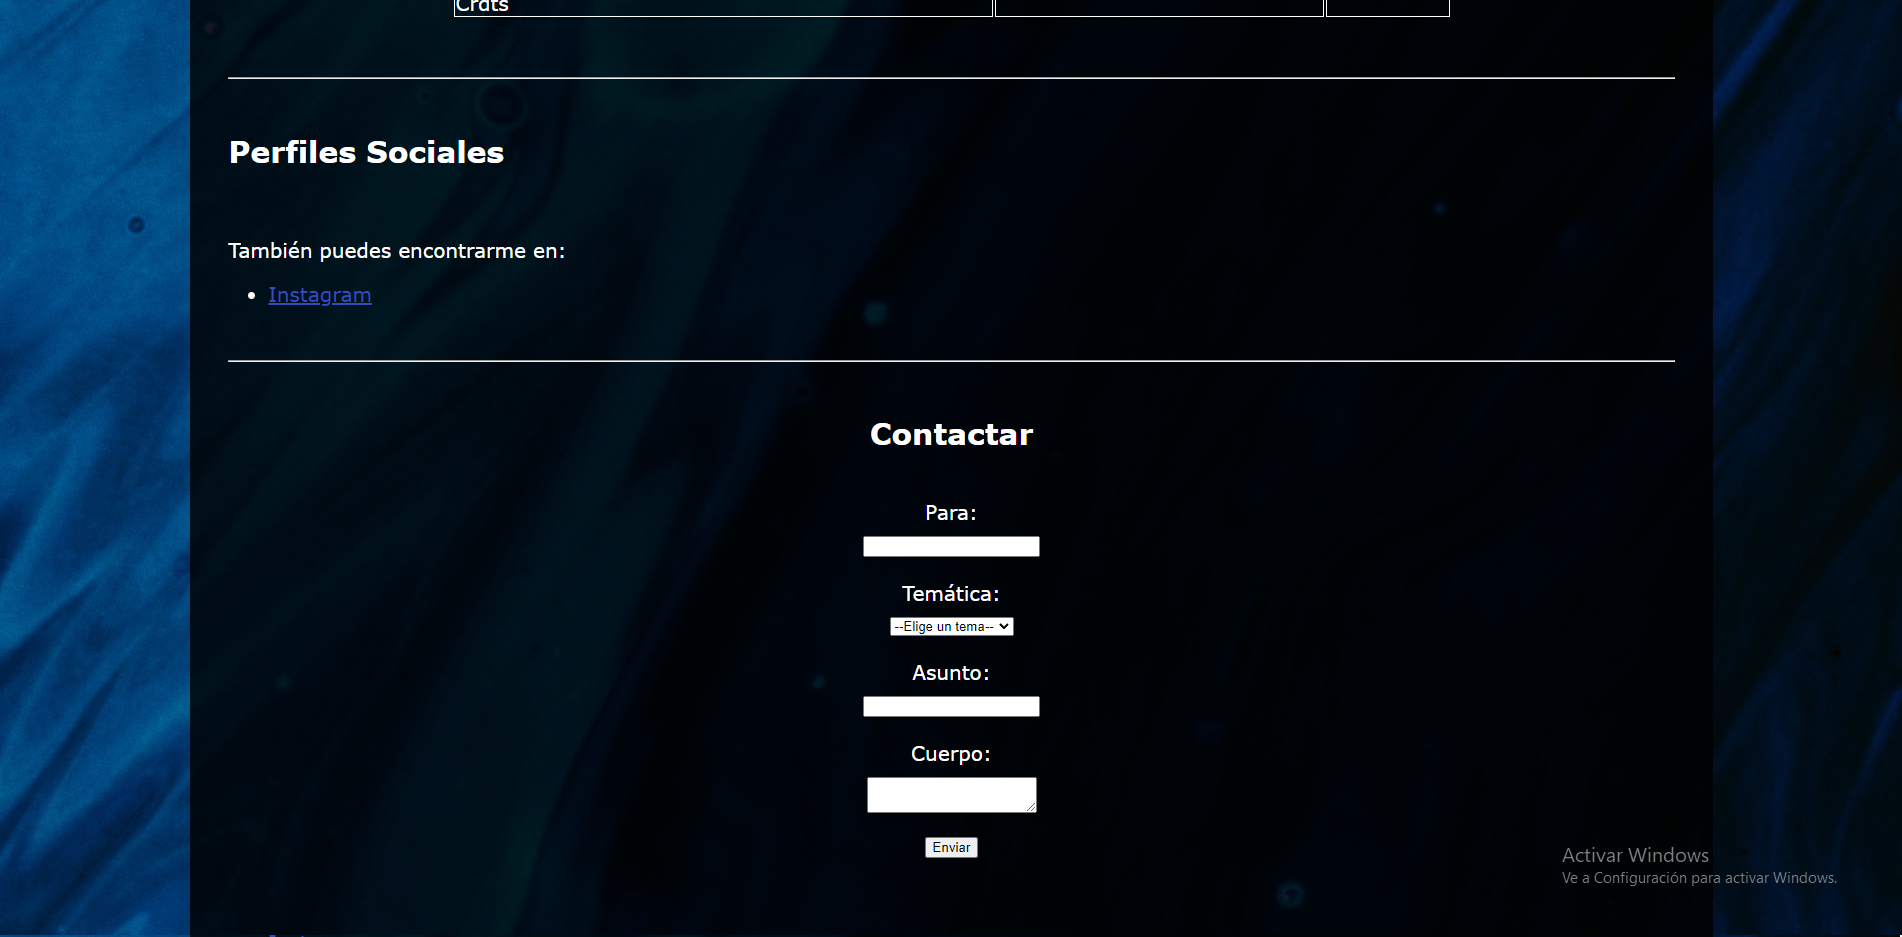 Crdts
Perfiles Sociales
También puedes encontrarme en:
Instagram
Contactar
Para:
Temática:
--Elige un tema--
Asunto:
Cuerpo:
Enviar
Activar Windows
Ve a Configuración para activar Windows.